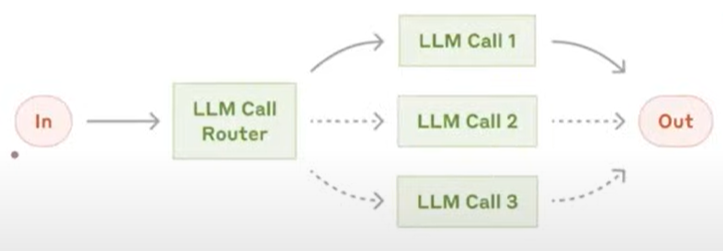 In
LLM Call
Router
LLM Call 1
LLM Call 2
LLM Call 3
Out